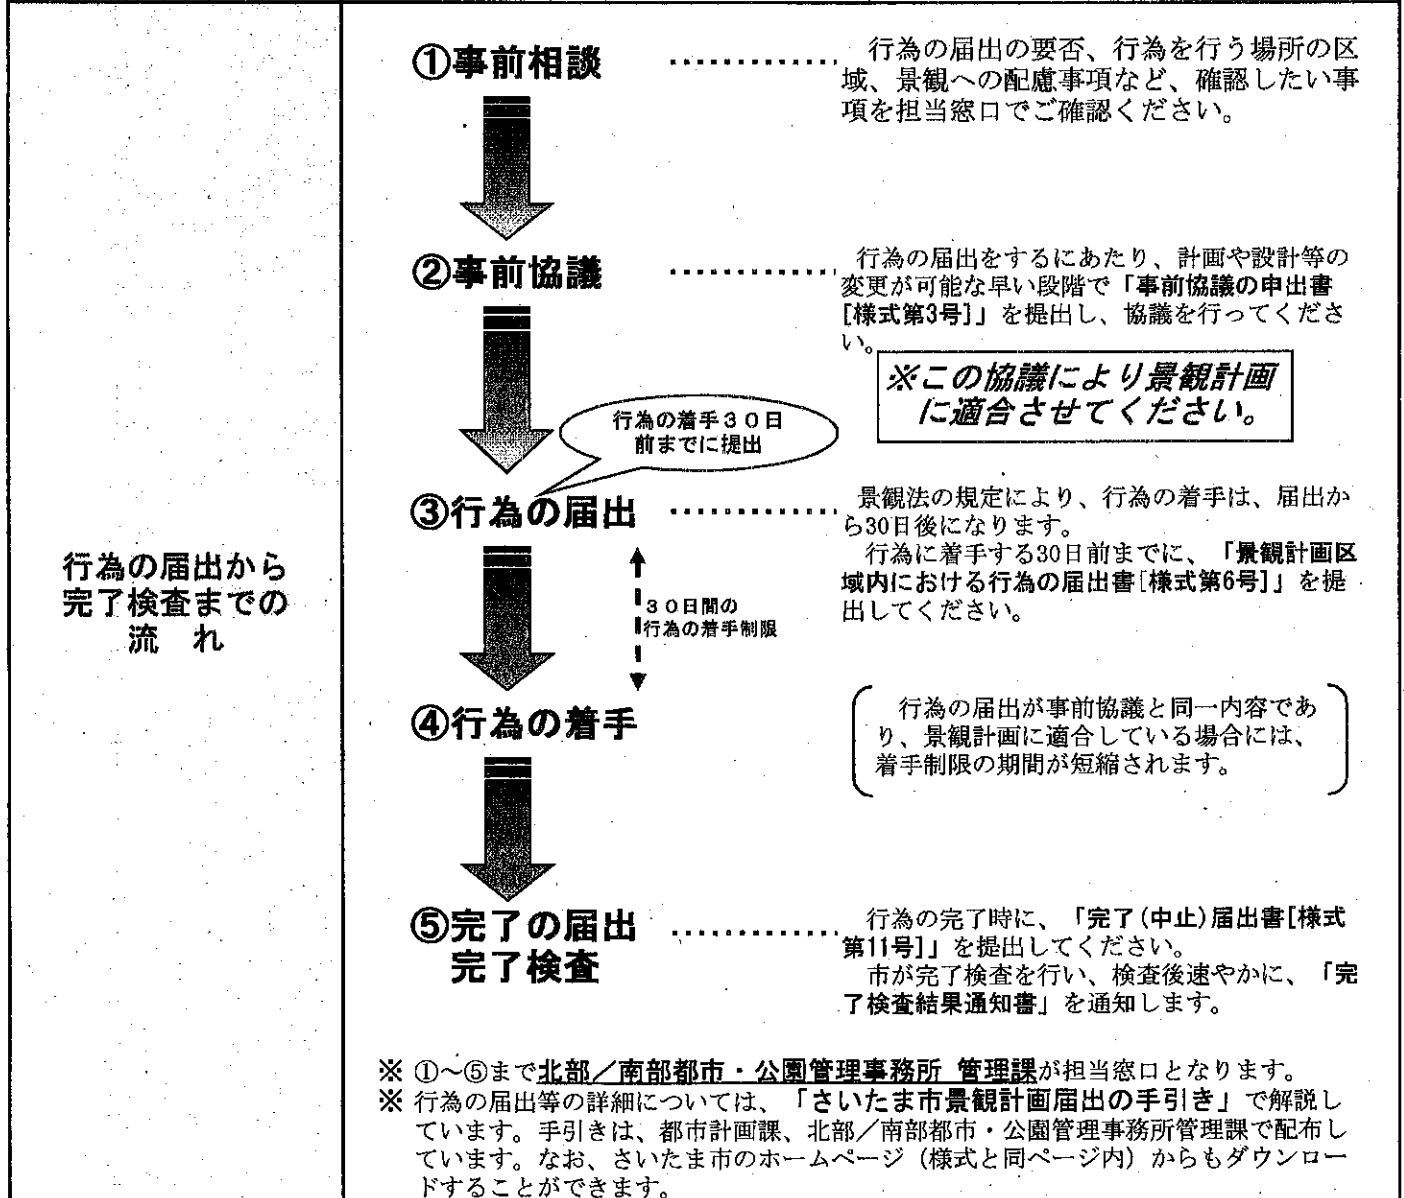 行為の届出から
完了検査までの
流　れ
①事前相談
行為の届出の要否、行為を行う場所の区
域、景観への配慮事項など、確認したい事
項を担当窓口でご確認ください。
②事前協議
行為の届出をするにあたり、計画や設計等の
変更が可能な早い段階で「事前協議の申出書
[様式第3号]」を提出し、協議を行ってくださ
い。
※この協議により景観計画
に適合させてください。
行為の着手３０日
前までに提出
③行為の届出
景観法の規定により、行為の着手は、届出か
ら30日後になります。
行為に着手する30日前までに、「景観計画区
域内における行為の届出書[様式第6号]」を提
出してください。
３０日間の
行為の着手制限
④行為の着手
行為の届出が事前協議と同一内容であ
り、景観計画に適合している場合には、
着手制限の期間が短縮されます。
⑤完了の届出
完了検査
行為の完了時に、「完了(中止)届出書[様式
第11号]」を提出してください。
市が完了検査を行い、検査後速やかに、「完
了検査結果通知書」を通知します。
※ ①～⑤まで北部／南部都市・公園管理事務所 管理課が担当窓口となります。
※ 行為の届出等の詳細については、「さいたま市景観計画届出の手引き」で解説し
ています。手引きは、都市計画課、北部／南部都市・公園管理事務所管理課で配布し
ています。なお、さいたま市のホームページ（様式と同ページ内）からもダウンロー
ドすることができます。